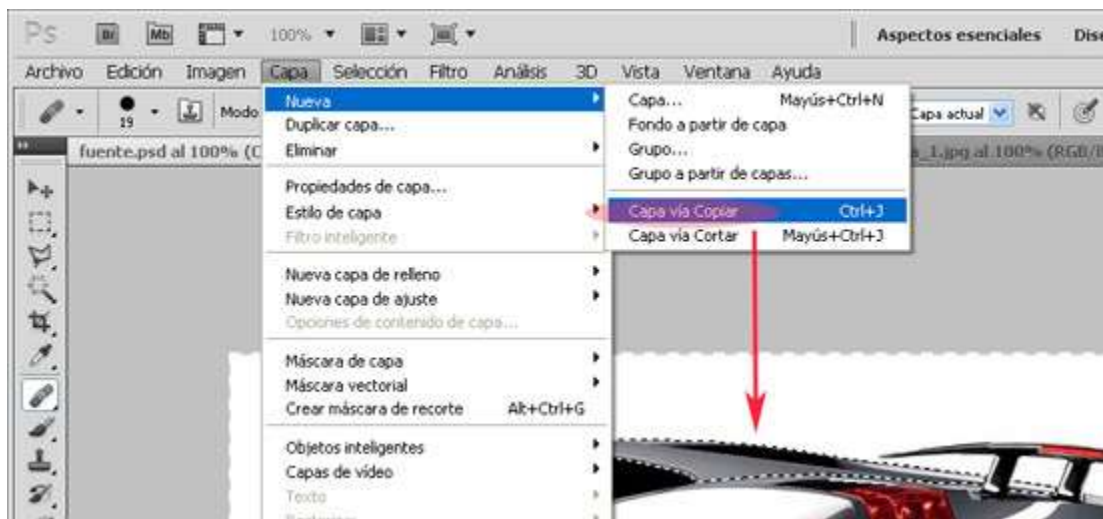 Ps Br Mb 100% Aspectos esenciales Dise
Archivo Edición Imagen Capa Selección Filtro Análisis 3D Vista Ventana Ayuda
19 Modo Capa actual
fuente.psd al 100% (C _1.jpg al 100% (RGB/
Nueva
Duplicar capa...
Eliminar
Propiedades de capa...
Estilo de capa
Filtro inteligente
Nueva capa de relleno
Nueva capa de ajuste
Opciones de contenido de capa...
Máscara de capa
Máscara vectorial
Crear máscara de recorte Alt+Ctrl+G
Objetos inteligentes
Capas de vídeo
Texto
Capa... Mayús+Ctrl+N
Fondo a partir de capa
Grupo...
Grupo a partir de capas...
Capa vía Copiar Ctrl+J
Capa vía Cortar Mayús+Ctrl+J